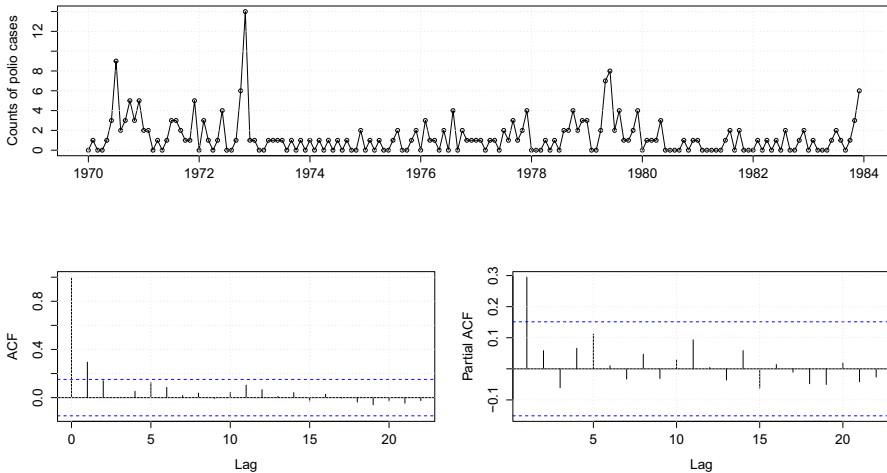 Counts of polio cases
12
8
6
4
2
0
1970 1972 1974 1976 1978 1980 1982 1984
ACF
0.8
0.4
0.0
0 5 10 15 20
Lag
Partial ACF
0.3
0.2
0.1
−0.1
5 10 15 20
Lag